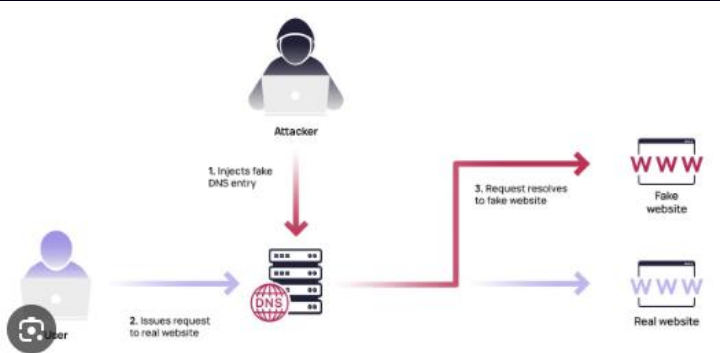 Attacker
1. Injects fake
DNS entry
3. Request resolves
to fake website
WWW
Fake
website
DNS
WWW
Real website
User
2. Issues request
to real website